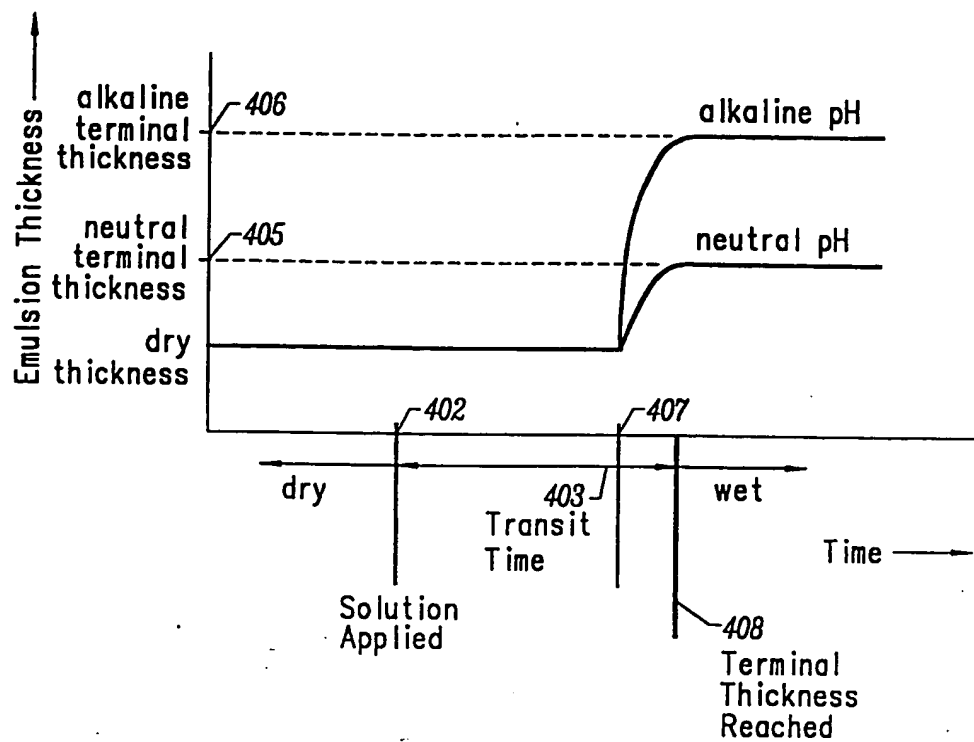 Emulsion Thickness
alkaline
terminal
thickness
406
alkaline pH
neutral
terminal
thickness
405
neutral pH
dry
thickness
402
407
dry
403
wet
Transit
Time
Time
Solution
Applied
408
Terminal
Thickness
Reached